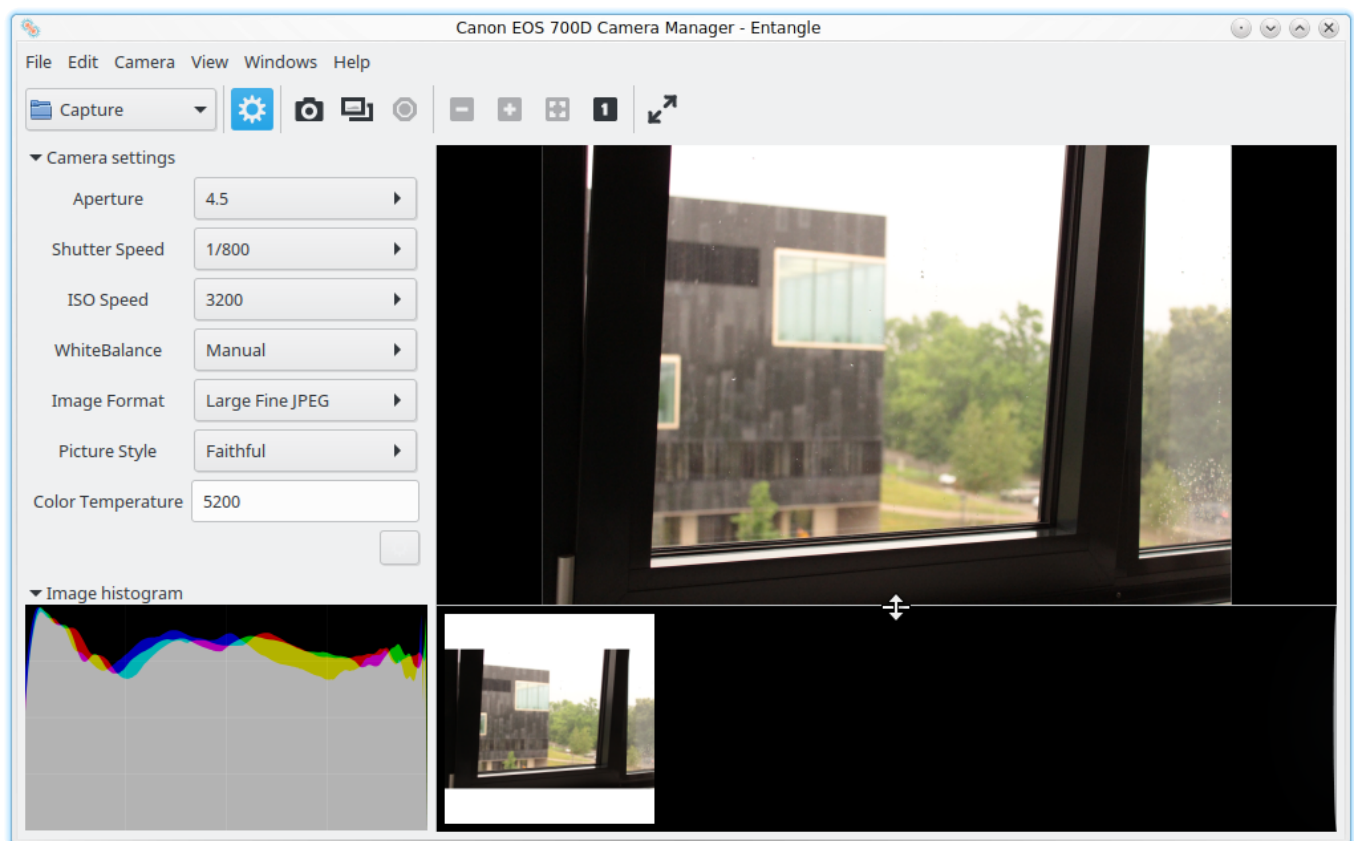 Canon EOS 700D Camera Manager - Entangle
File Edit Camera View Windows Help
Capture
1
Camera settings
Aperture 4.5
Shutter Speed 1/800
ISO Speed 3200
WhiteBalance Manual
Image Format Large Fine JPEG
Picture Style Faithful
Color Temperature 5200
Image histogram